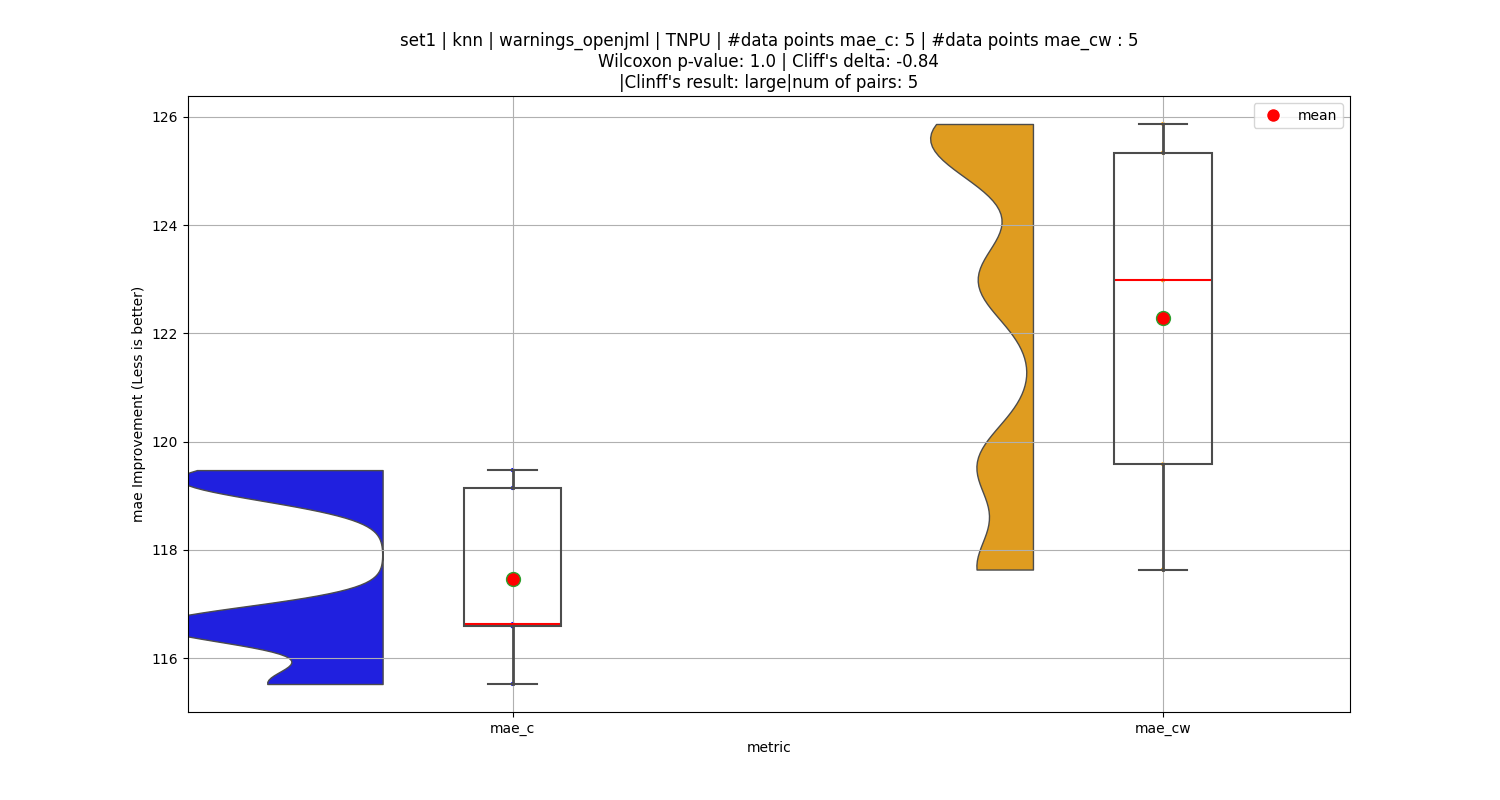 set1 | knn | warnings_openjml | TNPU | #data points mae_c: 5 | #data points mae_cw : 5
Wilcoxon p-value: 1.0 | Cliff's delta: -0.84
|Clinff's result: large|num of pairs: 5
mean
126
124
122
120
118
116
mae Improvement (Less is better)
mae_c
mae_cw
metric